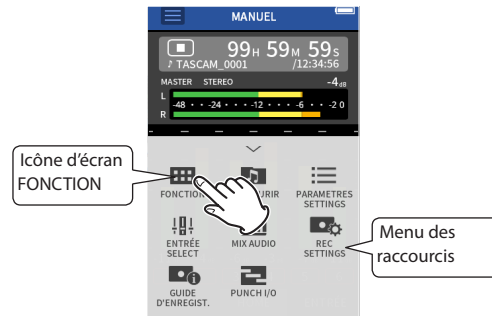 MANUEL
99H 59M 59S
♪ TASCAM_0001 /12:34:56
MASTER STEREO -4dB
L
-48 • • -24 • • • -12 • • • -6 • • -2 0
R
Icône d'écran
FONCTION
FONCTION
PARAMETRES
SETTINGS
ENTRÉE
SELECT
MIX AUDIO
REC
SETTINGS
Menu des
raccourcis
GUIDE
D'ENREGIST.
PUNCH I/O